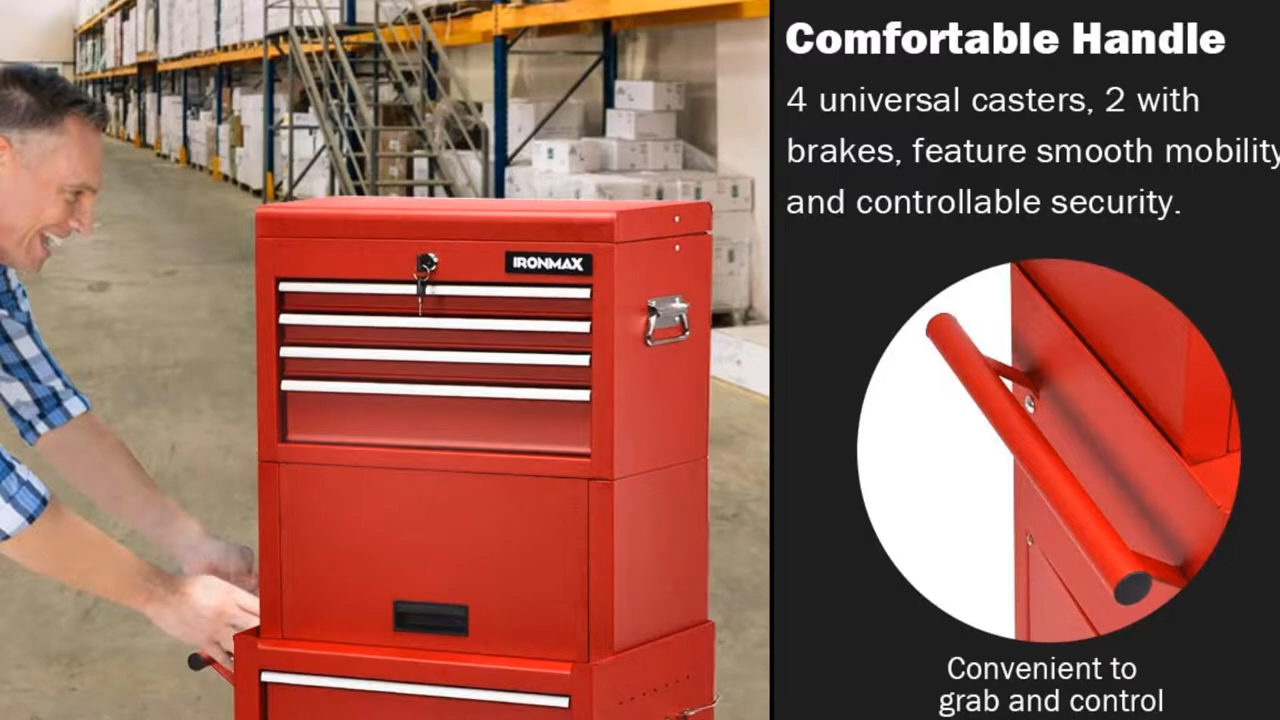 Comfortable Handle
4 universal casters, 2 with
brakes, feature smooth mobility
and controllable security.
IRONMAX
Convenient to
grab and control